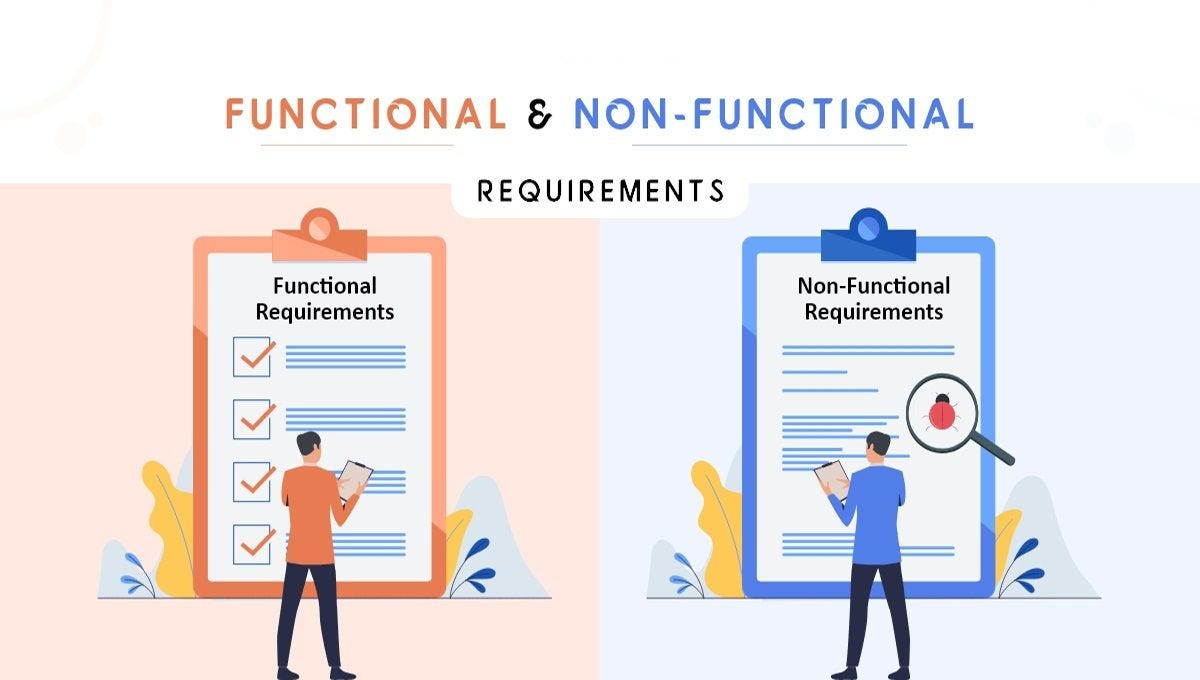 FUNCTIONAL & NON-FUNCTIONAL
REQUIREMENTS
Functional
Requirements
Non-Functional
Requirements